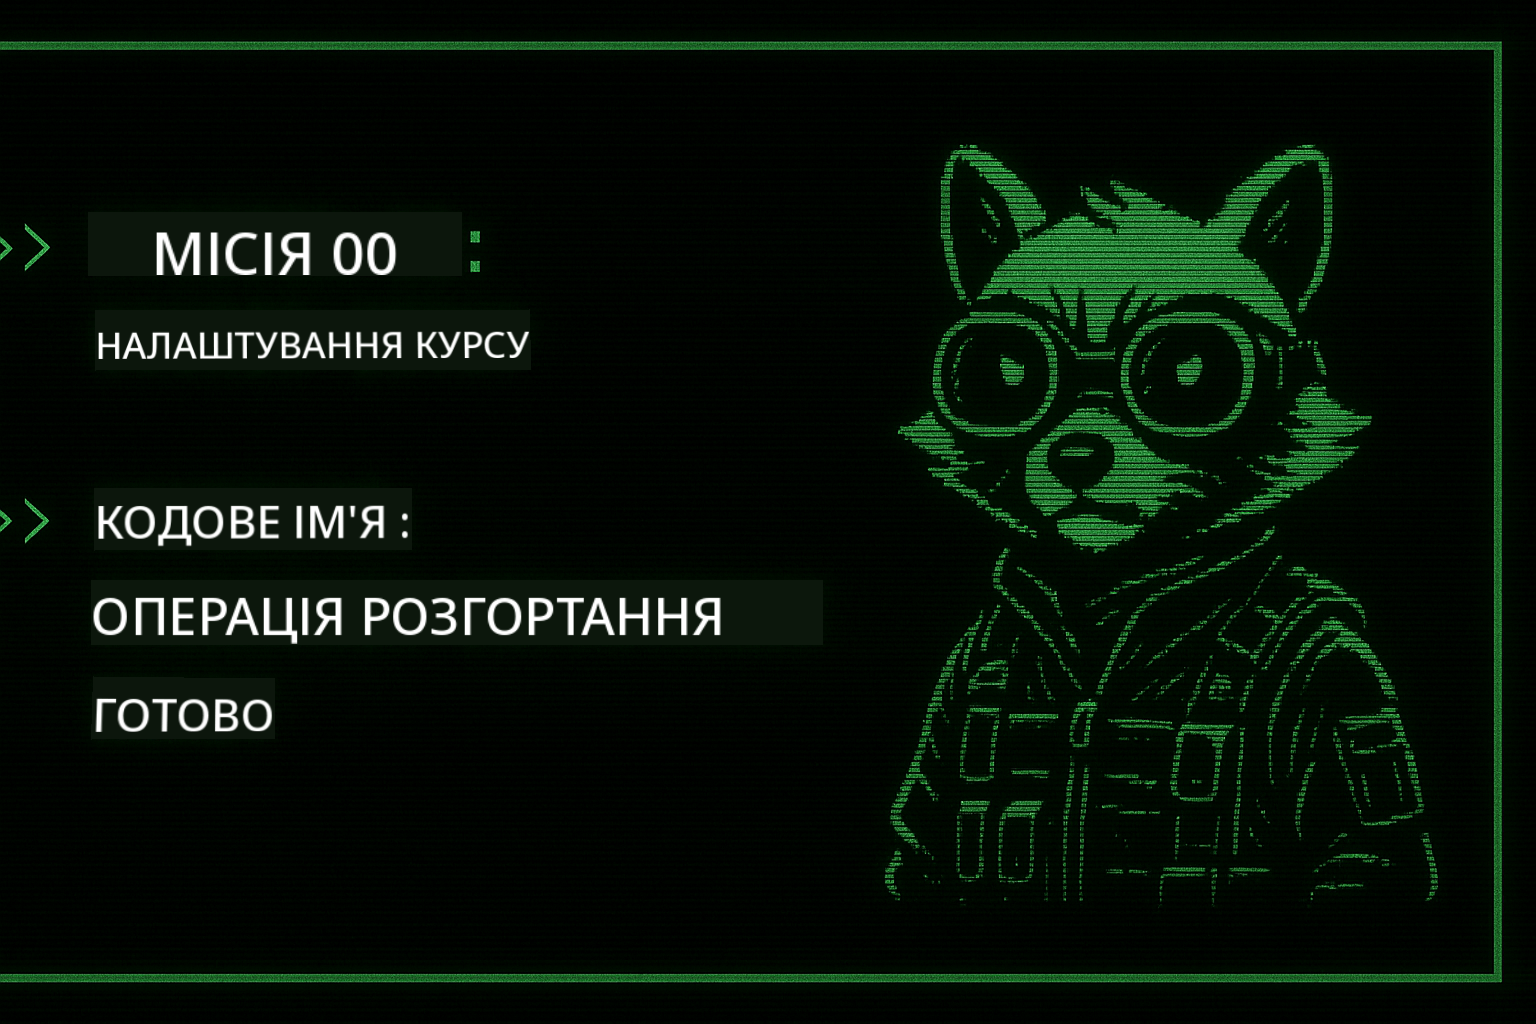 >> МІСІЯ 00 :
НАЛАШТУВАННЯ КУРСУ
>> КОДОВЕ ІМ'Я :
ОПЕРАЦІЯ РОЗГОРТАННЯ
ГОТОВО